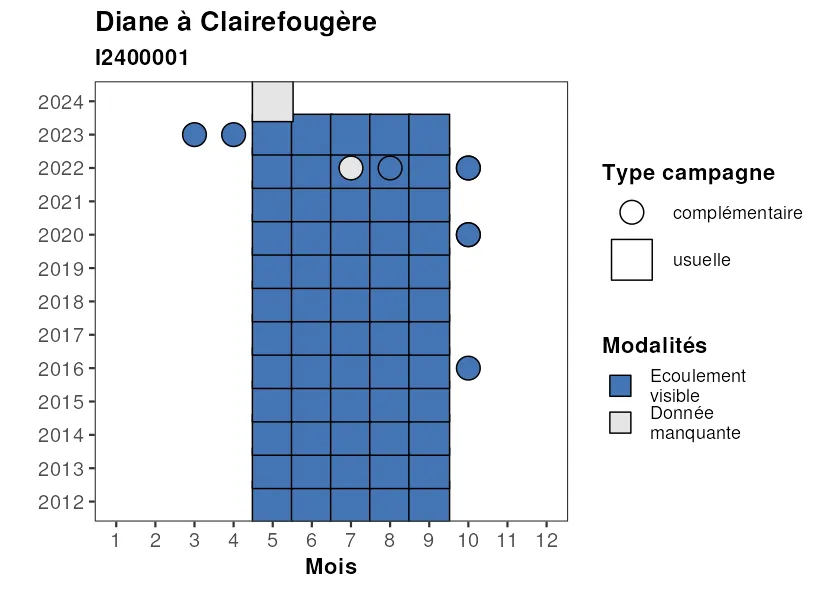 Diane à Clairefougère
I2400001
2024
2023
2022
2021
2020
2019
2018
2017
2016
2015
2014
2013
2012
1 2 3 4 5 6 7 8 9 10 11 12
Mois
Type campagne
complémentaire
usuelle
Modalités
Ecoulement
visible
Donnée
manquante